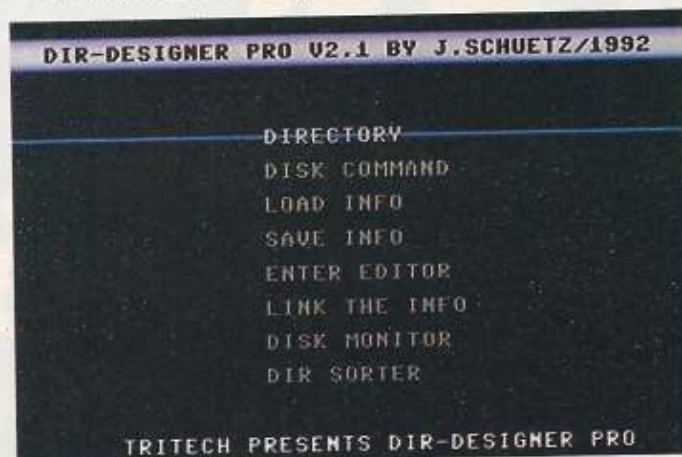 DIR-DESIGNER PRO V2.1 BY J.SCHUETZ/1992
DIRECTORY
DISK COMMAND
LOAD INFO
SAVE INFO
ENTER EDITOR
LINK THE INFO
DISK MONITOR
DIR SORTER
TRITECH PRESENTS DIR-DESIGNER PRO